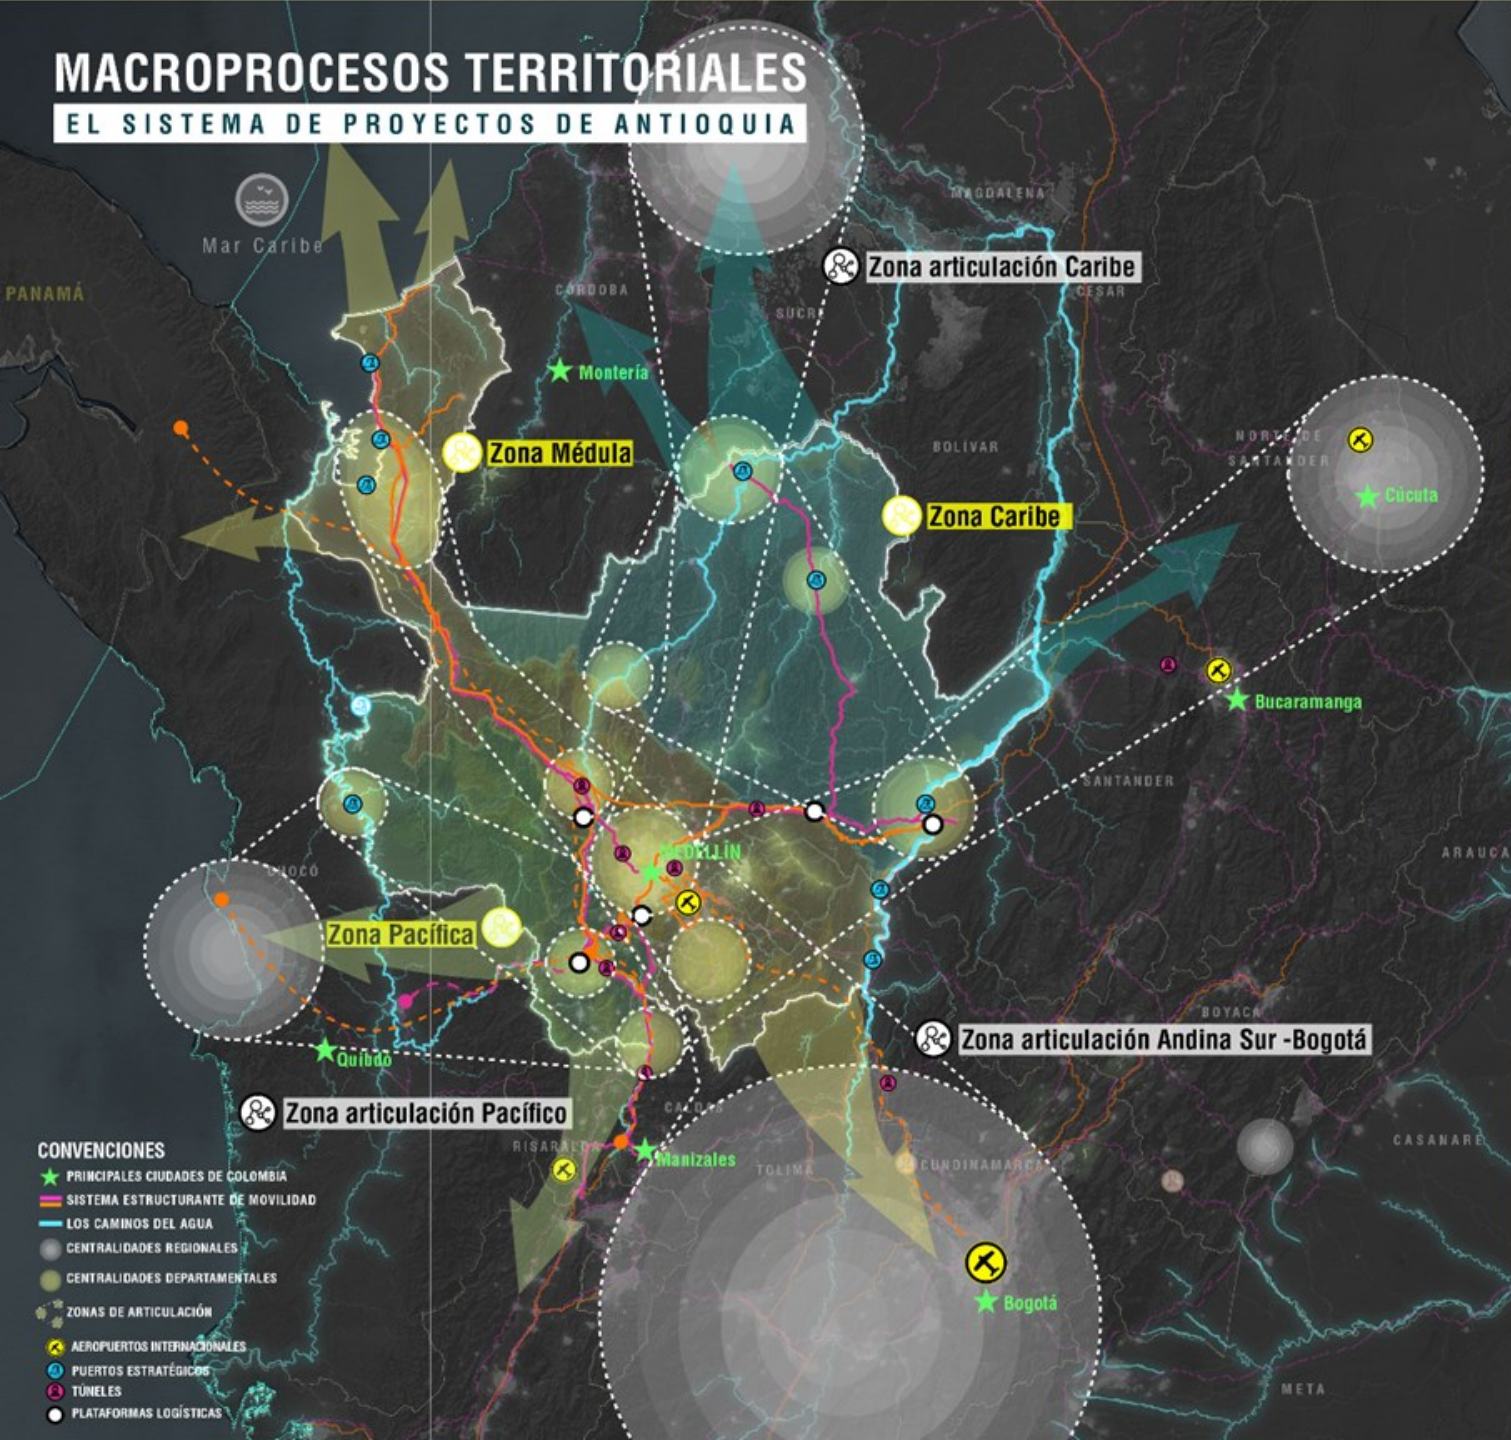 MACROPROCESOS TERRITORIALES
EL SISTEMA DE PROYECTOS DE ANTIOQUIA
Mar Caribe
PANAMÁ
MAGDALENA
Zona articulación Caribe
CÓRDOBA
CESAR
SUCRE
Montería
NORTE DE
SANTANDER
BOLÍVAR
Zona Médula
Cúcuta
Zona Caribe
Bucaramanga
SANTANDER
MEDELLÍN
ARAUCA
CHOCÓ
Zona Pacífica
BOYACÁ
Zona articulación Andina Sur -Bogotá
Quibdó
Zona articulación Pacífico
CALDAS
RISARALDA
Manizales
TOLIMA
CUNDINAMARCA
CASANARE
Bogotá
META
CONVENCIONES
PRINCIPALES CIUDADES DE COLOMBIA
SISTEMA ESTRUCTURANTE DE MOVILIDAD
LOS CAMINOS DEL AGUA
CENTRALIDADES REGIONALES
CENTRALIDADES DEPARTAMENTALES
ZONAS DE ARTICULACIÓN
AEROPUERTOS INTERNACIONALES
PUERTOS ESTRATÉGICOS
TÚNELES
PLATAFORMAS LOGÍSTICAS